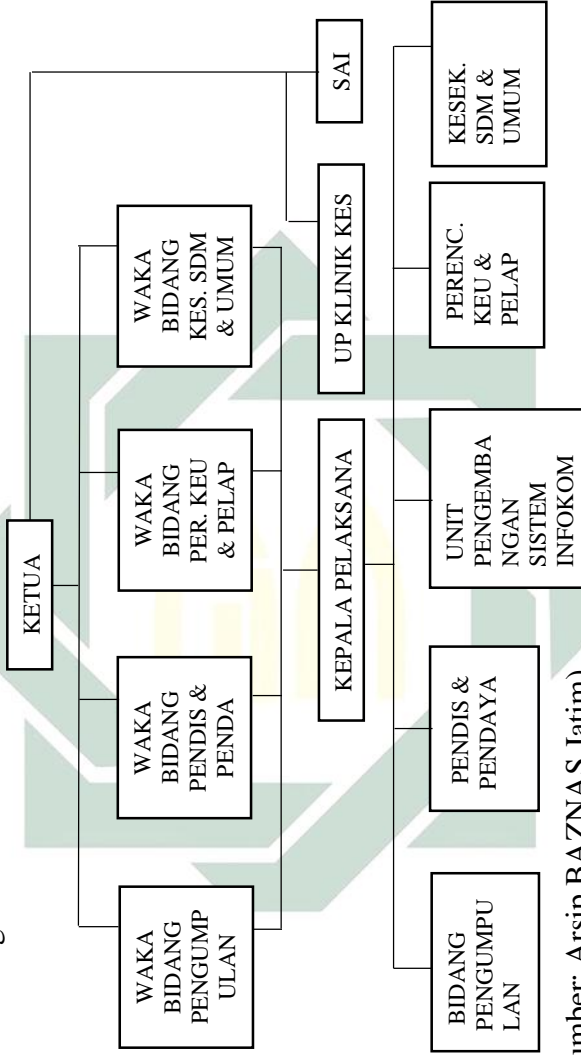 KETUA
WAKA
BIDANG
PENGUMP
ULAN
WAKA
BIDANG
PENDIS &
PENDA
WAKA
BIDANG
PER. KEU
& PELAP
WAKA
BIDANG
KES. SDM
& UMUM
KEPALA PELAKSANA
UP KLINIK KES
SAI
BIDANG
PENGUMPU
LAN
PENDIS &
PENDAYA
UNIT
PENGEMBA
NGAN
SISTEM
INFOKOM
PERENC.
KEU &
PELAP
KESEK.
SDM &
UMUM
Arsip BAZNAS Jatim)